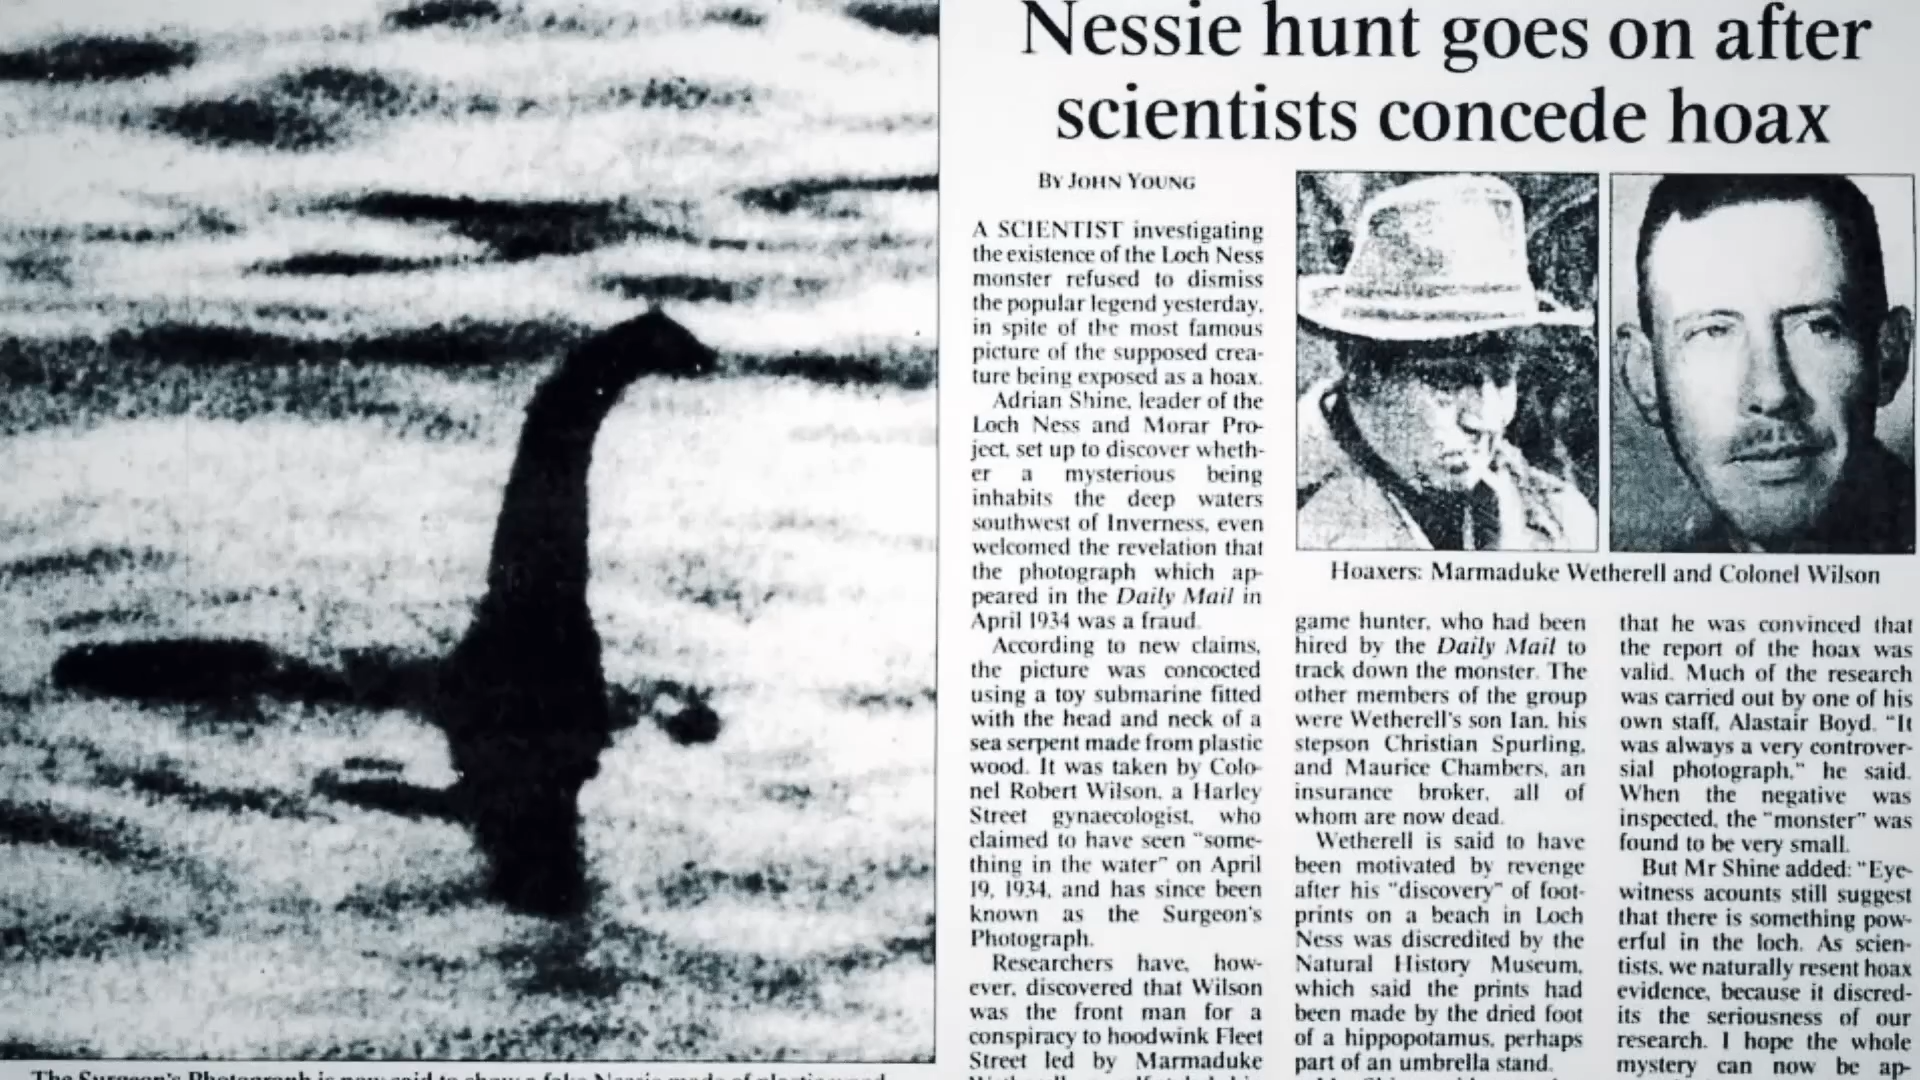 Nessie hunt goes on after
scientists concede hoax
BY JOHN YOUNG
A SCIENTIST investigating
the existence of the Loch Ness
monster refused to dismiss
the popular legend yesterday,
in spite of the most famous
picture of the supposed crea-
ture being exposed as a hoax.
Adrian Shine, leader of the
Loch Ness and Morar Pro-
ject, set up to discover wheth-
er a mysterious being
inhabits the deep waters
southwest of Inverness, even
welcomed the revelation that
the photograph which ap-
peared in the Daily Mail in
April 1934 was a fraud.
According to new claims,
the picture was concocted
using a toy submarine fitted
with the head and neck of a
sea serpent made from plastic
wood. It was taken by Colo-
nel Robert Wilson, a Harley
Street gynaecologist, who
claimed to have seen "some-
thing in the water" on April
19, 1934, and has since been
known as the Surgeon's
Photograph.
Researchers have, how-
ever, discovered that Wilson
was the front man for a
conspiracy to hoodwink Fleet
Street led by Marmaduke
Hoaxers: Marmaduke Wetherell and Colonel Wilson
game hunter, who had been
hired by the Daily Mail to
track down the monster. The
other members of the group
were Wetherell's son Ian, his
stepson Christian Spurling,
and Maurice Chambers, an
insurance broker, all of
whom are now dead.
Wetherell is said to have
been motivated by revenge
after his "discovery" of foot-
prints on a beach in Loch
Ness was discredited by the
Natural History Museum,
which said the prints had
been made by the dried foot
of a hippopotamus, perhaps
part of an umbrella stand.
that he was convinced that
the report of the hoax was
valid. Much of the research
was carried out by one of his
own staff, Alastair Boyd. "It
was always a very controver-
sial photograph," he said.
When the negative was
inspected, the "monster" was
found to be very small.
But Mr Shine added: "Eye-
witness acounts still suggest
that there is something pow-
erful in the loch. As scien-
tists, we naturally resent hoax
evidence, because it discred-
its the seriousness of our
research. I hope the whole
mystery can now be ap-
The Surgeon's Photograph is now said to show a fake Nessie made of plastic wood